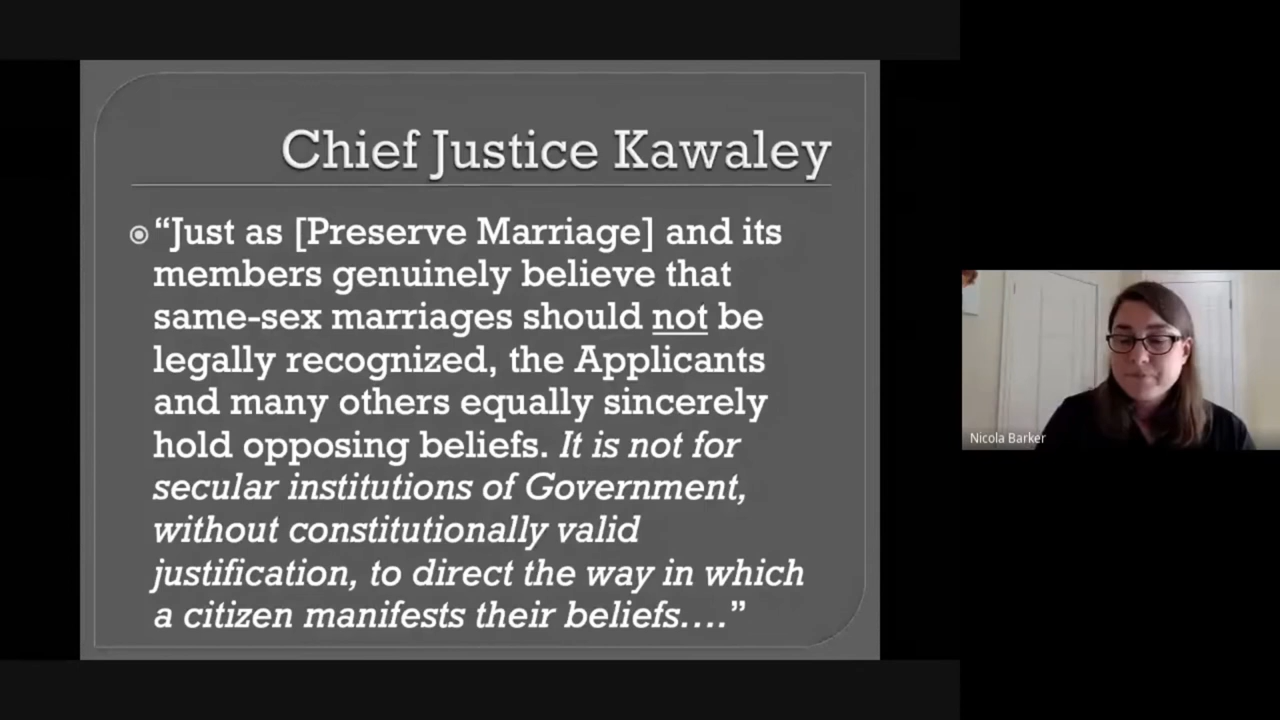 Chief Justice Kawaley
“Just as [Preserve Marriage] and its
members genuinely believe that
same-sex marriages should not be
legally recognized, the Applicants
and many others equally sincerely
hold opposing beliefs. It is not for
secular institutions of Government,
without constitutionally valid
justification, to direct the way in which
a citizen manifests their beliefs….”
Nicola Barker